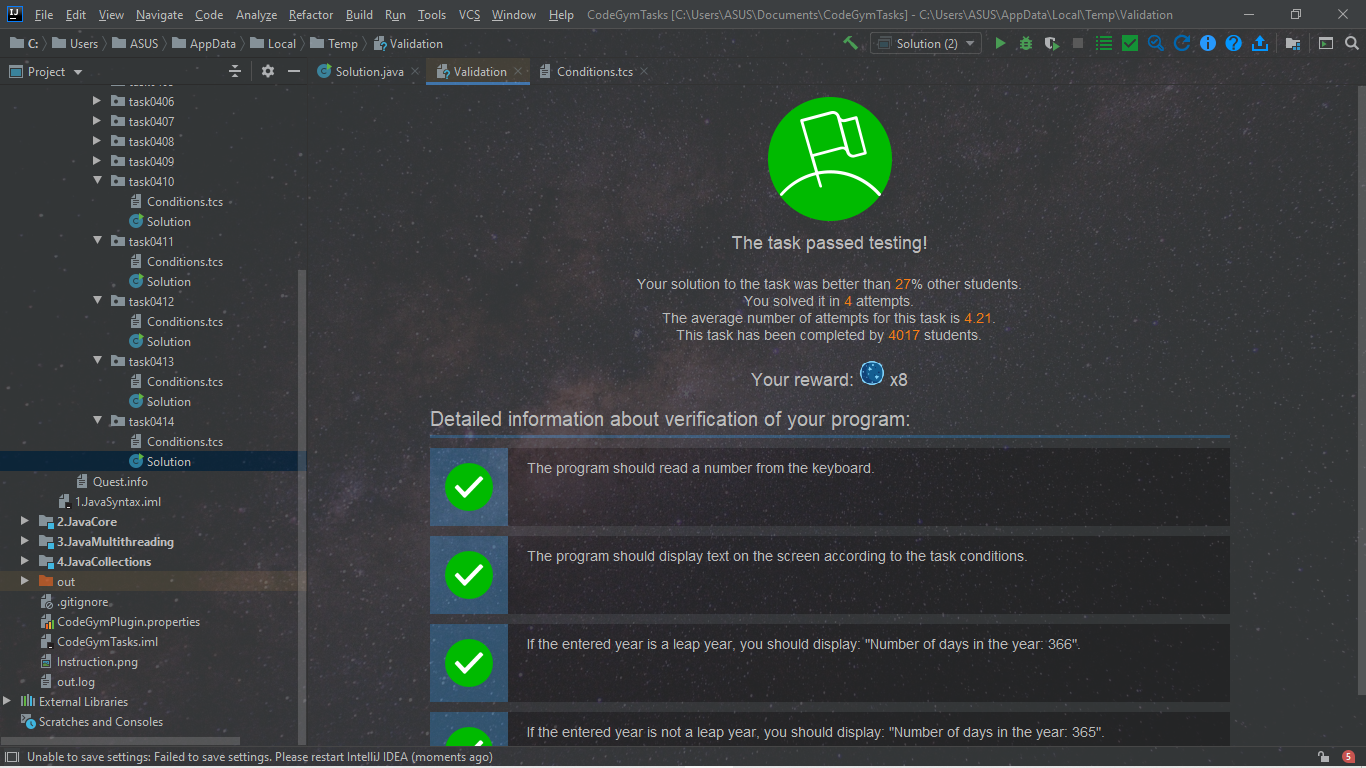 File Edit View Navigate Code Analyze Refactor Build Run Tools VCS Window Help CodeGymTasks [C:\Users\ASUS\Documents\CodeGymTasks] - C:\Users\ASUS\AppData\Local\Temp\Validation
C: Users ASUS AppData Local Temp Validation Solution (2)
Project Solution.java Validation Conditions.tcs
task0406
task0407
task0408
task0409
task0410
Conditions.tcs
Solution
task0411
Conditions.tcs
Solution
task0412
Conditions.tcs
Solution
task0413
Conditions.tcs
Solution
task0414
Conditions.tcs
Solution
Quest.info
1.JavaSyntax.iml
2.JavaCore
3.JavaMultithreading
4.JavaCollections
out
.gitignore
CodeGymPlugin.properties
CodeGymTasks.iml
Instruction.png
out.log
External Libraries
Scratches and Consoles
The task passed testing!
Your solution to the task was better than 27% other students.
You solved it in 4 attempts.
The average number of attempts for this task is 4.21.
This task has been completed by 4017 students.
Your reward: x8
Detailed information about verification of your program:
The program should read a number from the keyboard.
The program should display text on the screen according to the task conditions.
If the entered year is a leap year, you should display: "Number of days in the year: 366".
If the entered year is not a leap year, you should display: "Number of days in the year: 365".
Unable to save settings: Failed to save settings. Please restart IntelliJ IDEA (moments ago)
5